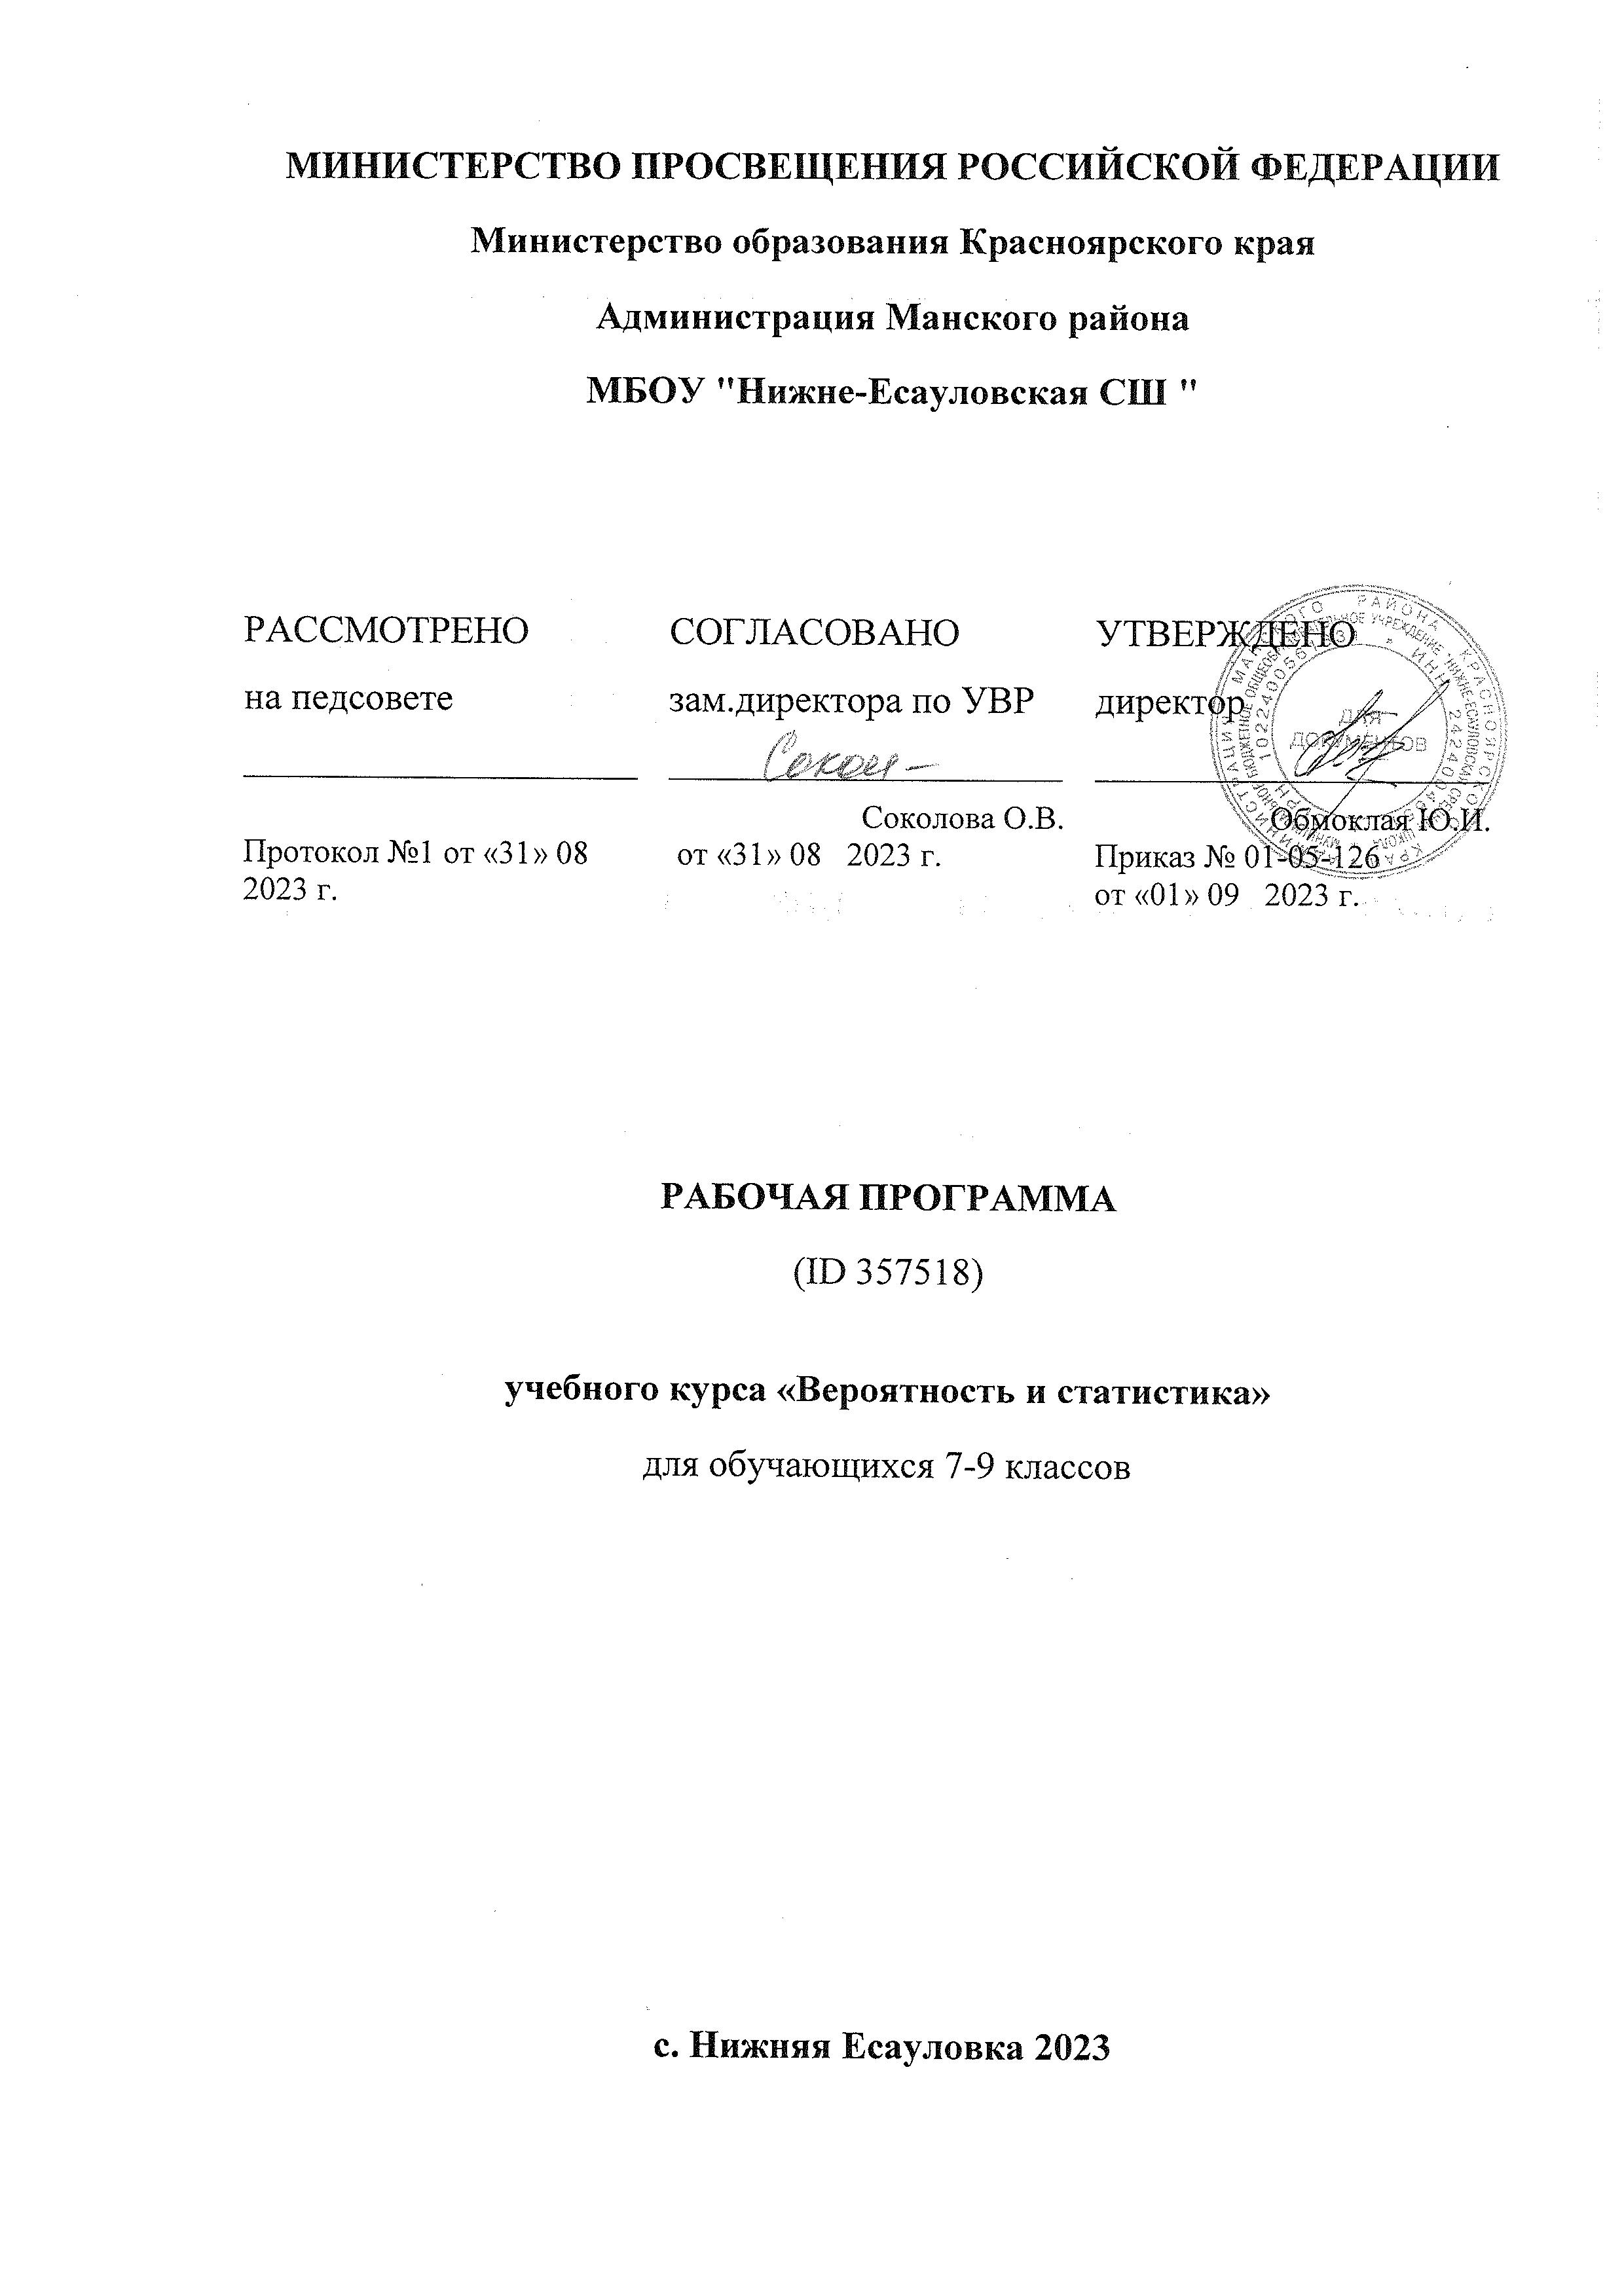 МИНИСТЕРСТВО ПРОСВЕЩЕНИЯ РОССИЙСКОЙ ФЕДЕРАЦИИ
Министерство образования Красноярского края
Администрация Манского района
МБОУ "Нижне-Есауловская СШ "
РАССМОТРЕНО
на педсовете
Протокол №1 от «31» 08
2023 г.
СОГЛАСОВАНО
зам.директора по УВР
Соколова О.В.
от «31» 08 2023 г.
УТВЕРЖДЕНО
директор
ДЛЯ
ДОКУМЕНТОВ
Обмоклая Ю.И.
Приказ № 01-05-126
от «01» 09 2023 г.
РАБОЧАЯ ПРОГРАММА
(ID 357518)
учебного курса «Вероятность и статистика»
для обучающихся 7-9 классов
с. Нижняя Есауловка 2023